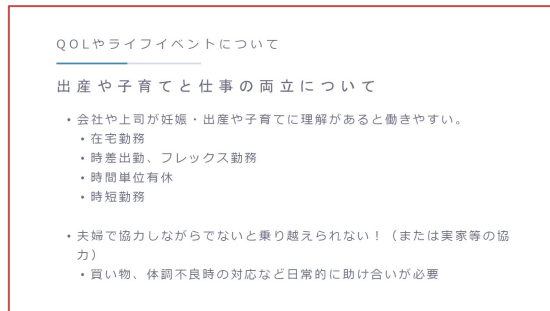 QOLやライフイベントについて
出産や子育てと仕事の両立について
・会社や上司が妊娠・出産や子育てに理解があると働きやすい。
・在宅勤務
・時差出勤、フレックス勤務
・時間単位有休
・時短勤務
・夫婦で協力しながらでないと乗り越えられない！（または実家等の協
力）
・買い物、体調不良時の対応など日常的に助け合いが必要